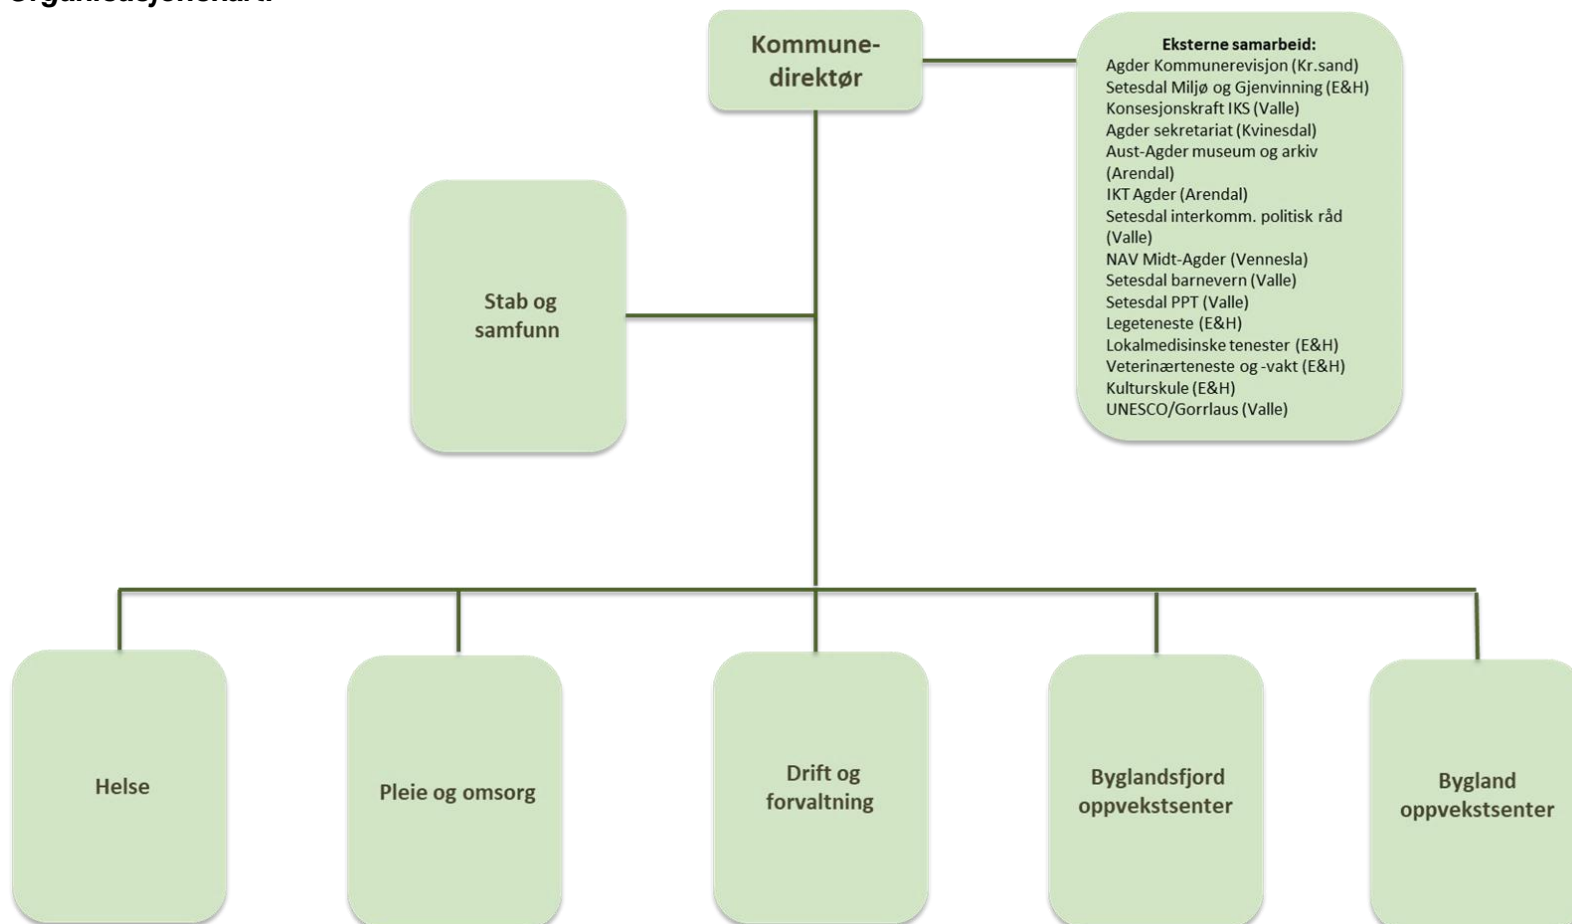 Organisasjonskart:
Kommune-
direktør
Eksterne samarbeid:
Agder Kommunerevisjon (Kr.sand)
Setesdal Miljø og Gjenvinning (E&H)
Konsesjonskraft IKS (Valle)
Agder sekretariat (Kvinesdal)
Aust-Agder museum og arkiv
(Arendal)
IKT Agder (Arendal)
Setesdal interkomm. politisk råd
(Valle)
NAV Midt-Agder (Vennesla)
Setesdal barnevern (Valle)
Setesdal PPT (Valle)
Legeteneste (E&H)
Lokalmedisinske tenester (E&H)
Veterinærteneste og -vakt (E&H)
Kulturskule (E&H)
UNESCO/Gorrlaus (Valle)
Stab og
samfunn
Helse
Pleie og omsorg
Drift og
forvaltning
Byglandsfjord
oppvekstsenter
Bygland
oppvekstsenter